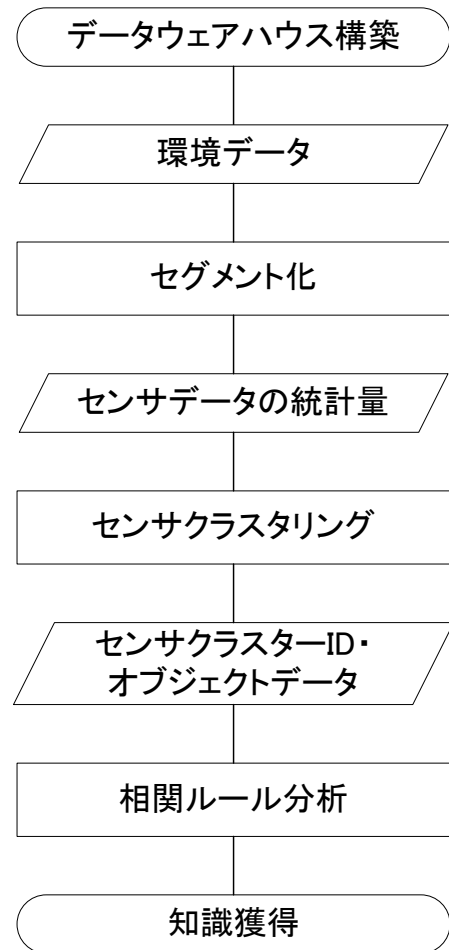 データウェアハウス構築
環境データ
セグメント化
センサデータの統計量
センサクラスタリング
センサクラスターID・
オブジェクトデータ
相関ルール分析
知識獲得